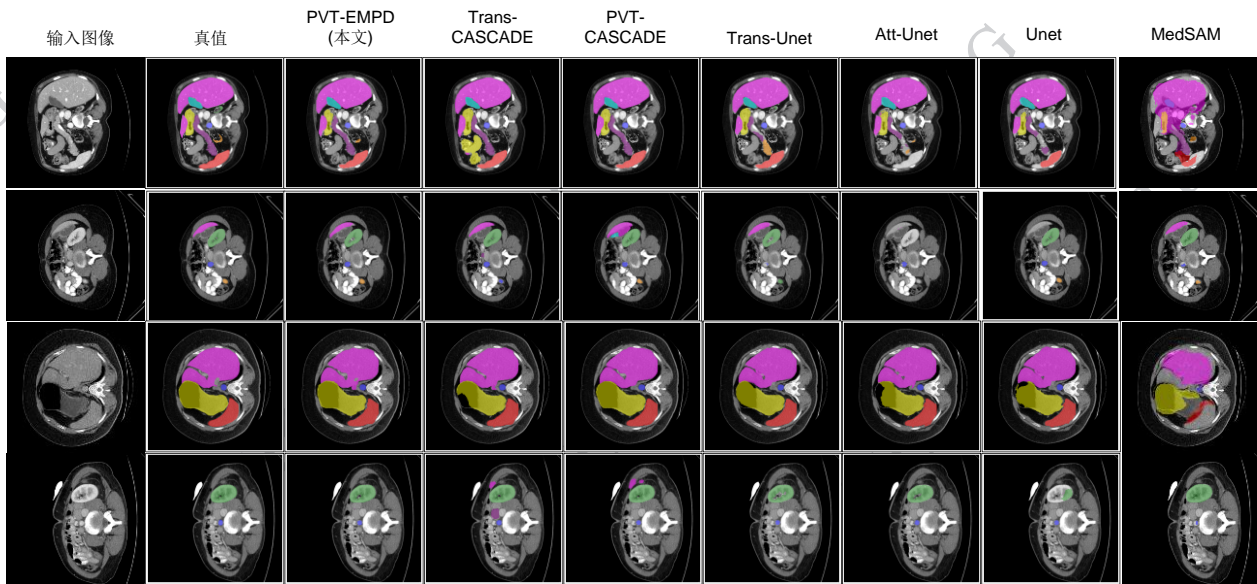 输入图像 真值 PVT-EMPD (本文) Trans-CASCADE PVT-CASCADE Trans-Unet Att-Unet Unet MedSAM
G